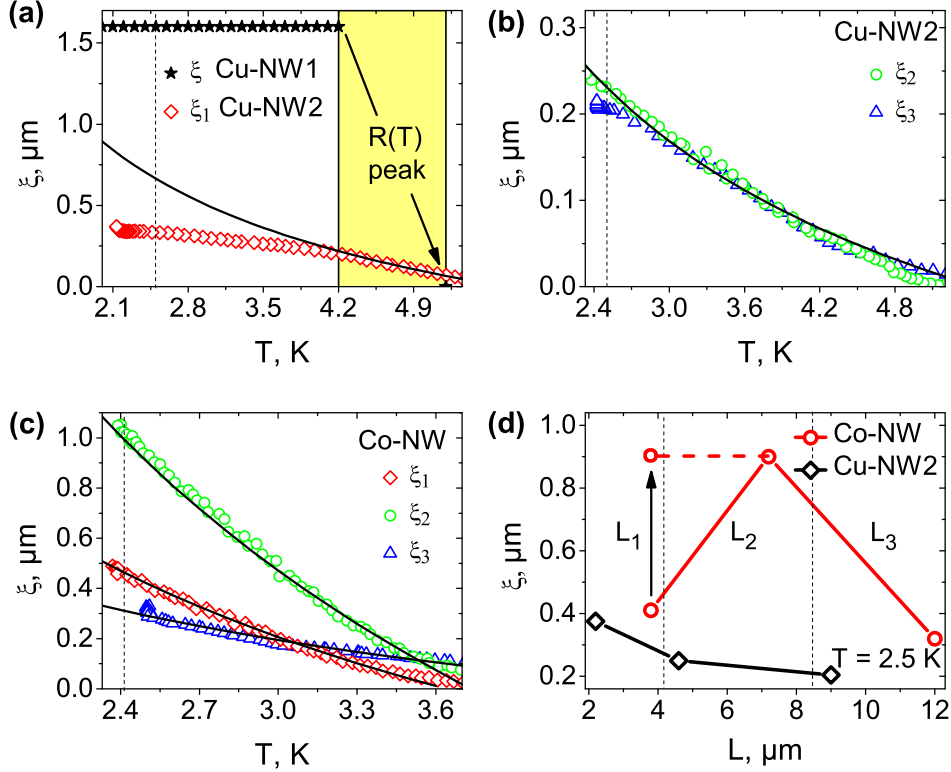 (a)
ξ Cu-NW1
ξ₁ Cu-NW2
R(T)
peak
1.5
1.0
0.5
0.0
ξ, μm
2.1 2.8 3.5 4.2 4.9
T, K
(b)
Cu-NW2
ξ₂
ξ₃
0.3
0.2
0.1
0.0
ξ, μm
2.4 3.0 3.6 4.2 4.8
T, K
(c)
Co-NW
ξ₁
ξ₂
ξ₃
1.0
0.8
0.6
0.4
0.2
0.0
ξ, μm
2.4 2.7 3.0 3.3 3.6
T, K
(d)
Co-NW
Cu-NW2
L₁
L₂
L₃
T = 2.5 K
1.0
0.8
0.6
0.4
0.2
ξ, μm
2 4 6 8 10 12
L, μm